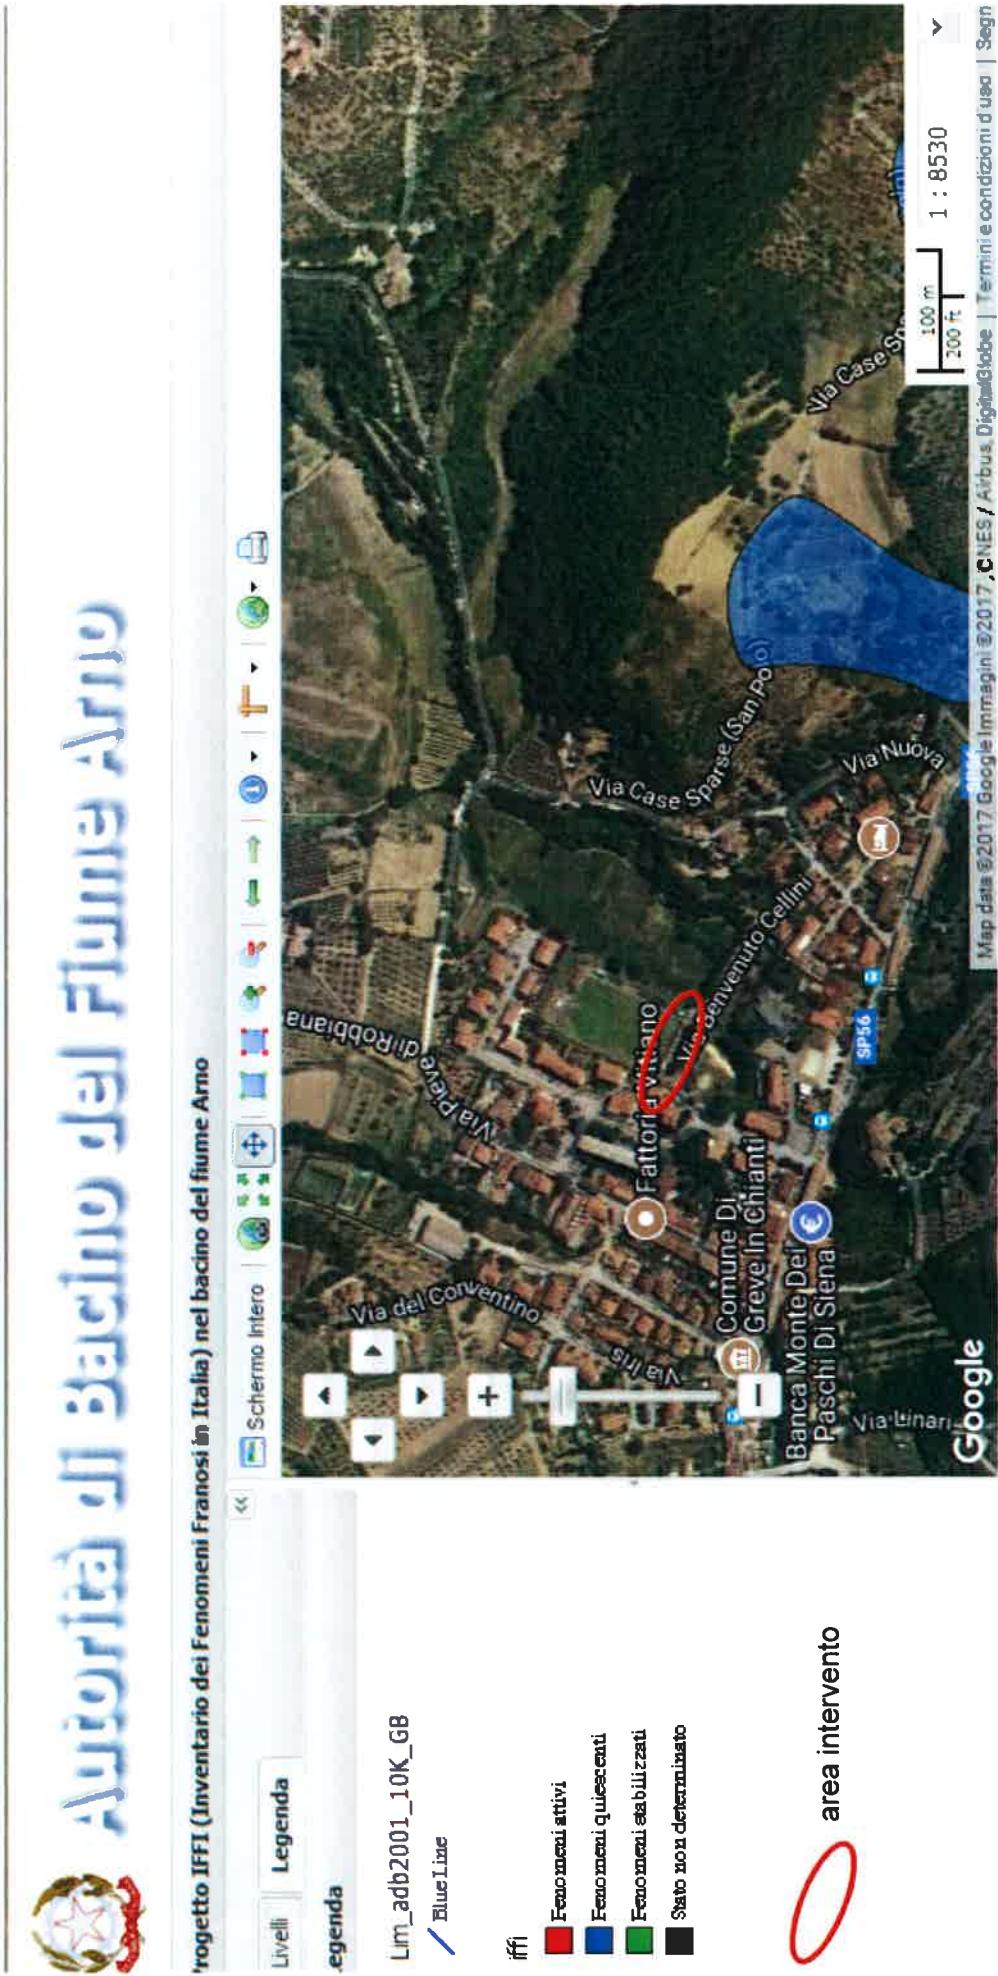 Autorità di Bacino del Fiume Arno
Progetto IFFI (Inventario dei Fenomeni Franosi in Italia) nel bacino del fiume Arno
Livelli
Legenda
Legenda
Lim_adb2001_10K_GB
Blue Line
iffi
Fenomeni attivi
Fenomeni quiescenti
Fenomeni stabilizzati
Stato non determinato
area intervento
Schermo Intero
Via Pieve di Robbiana
Via del Conventino
Via Iris
Fattoria Viitiano
Via Benvenuto Cellini
Via Case Sparse (San Polo)
Via Nuova
Via Case
Comune Di
Greve In Chianti
Banca Monte Dei
Paschi Di Siena
SP56
Via Linari
Google
100 m
200 ft
1 : 8530
Map data ©2017 Google Immagini ©2017, CNES / Airbus, DigitalGlobe | Termini e condizioni d'uso | Segn